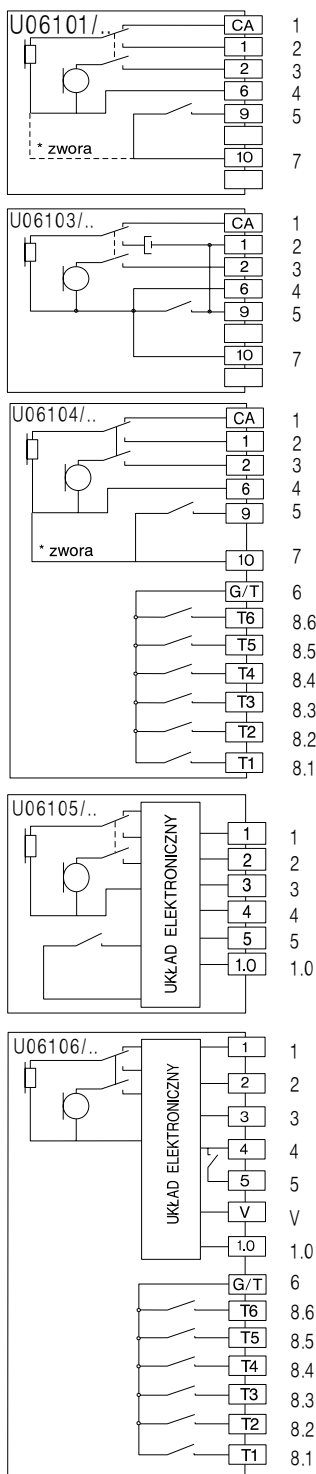 U06101/..
CA 1
1 2
2 3
6 4
9 5
* zwora
10 7
U06103/..
CA 1
1 2
2 3
6 4
9 5
10 7
U06104/..
CA 1
1 2
2 3
6 4
9 5
* zwora
10 7
G/T 6
T6 8.6
T5 8.5
T4 8.4
T3 8.3
T2 8.2
T1 8.1
U06105/..
UKŁAD ELEKTRONICZNY
1 1
2 2
3 3
4 4
5 5
1.0 1.0
U06106/..
UKŁAD ELEKTRONICZNY
1 1
2 2
3 3
4 4
5 5
V V
1.0 1.0
G/T 6
T6 8.6
T5 8.5
T4 8.4
T3 8.3
T2 8.2
T1 8.1